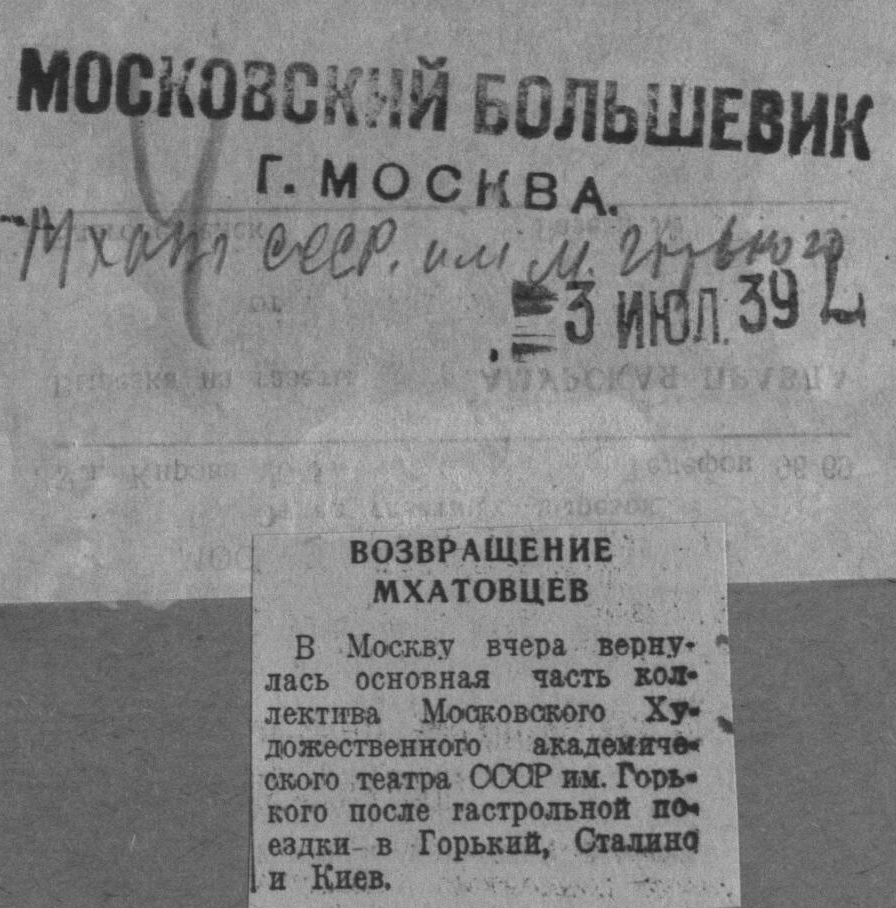 МОСКОВСКИЙ БОЛЬШЕВИК
Г. МОСКВА.
Мхат СССР. им М. Горького
3 ИЮЛ. 39
ВОЗВРАЩЕНИЕ
МХАТОВЦЕВ
В Москву вчера верну-
лась основная часть кол-
лектива Московского Ху-
дожественного академиче-
ского театра СССР им. Горь-
кого после гастрольной по-
ездки в Горький, Сталино
и Киев.